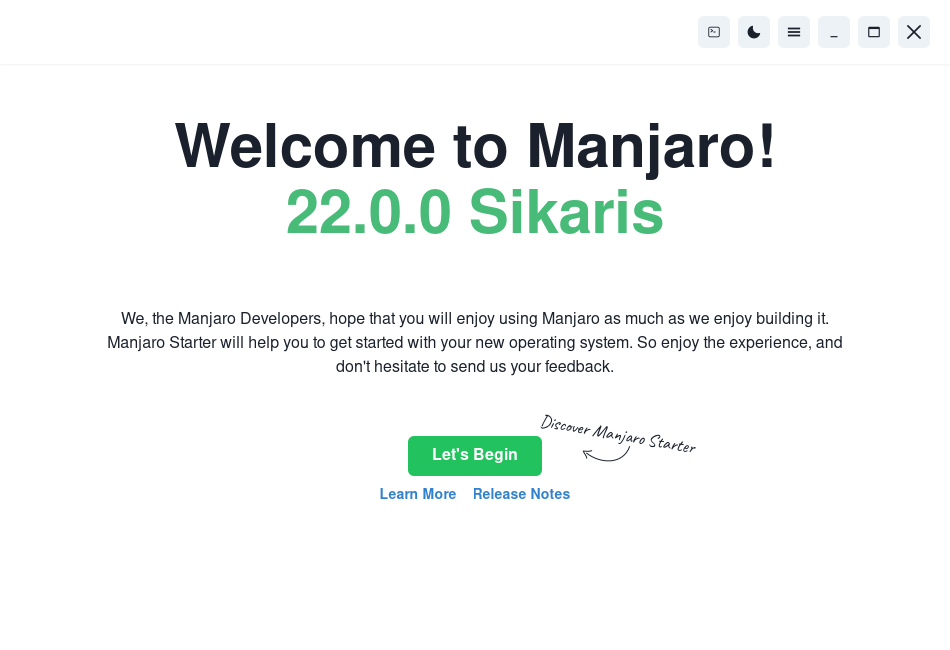 Welcome to Manjaro!
22.0.0 Sikaris
We, the Manjaro Developers, hope that you will enjoy using Manjaro as much as we enjoy building it.
Manjaro Starter will help you to get started with your new operating system. So enjoy the experience, and
don't hesitate to send us your feedback.
Discover Manjaro Starter
Let's Begin
Learn More Release Notes